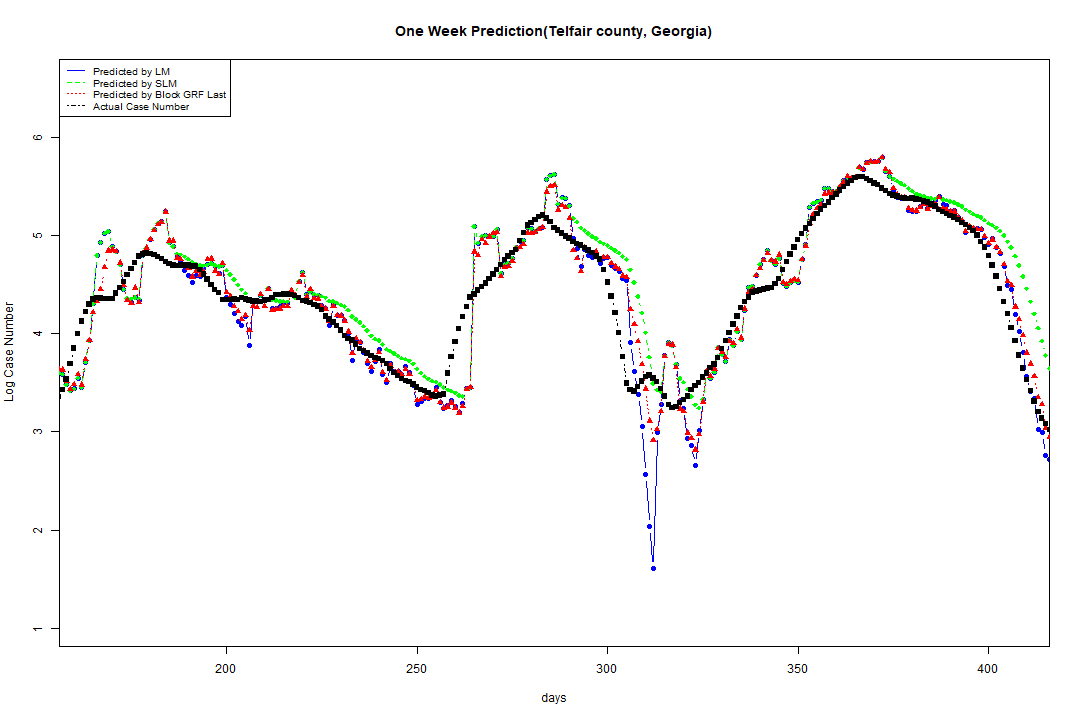 One Week Prediction(Telfair county, Georgia)
Predicted by LM
Predicted by SLM
Predicted by Block GRF Last
Actual Case Number
Log Case Number
6
5
4
3
2
1
200 250 300 350 400
days